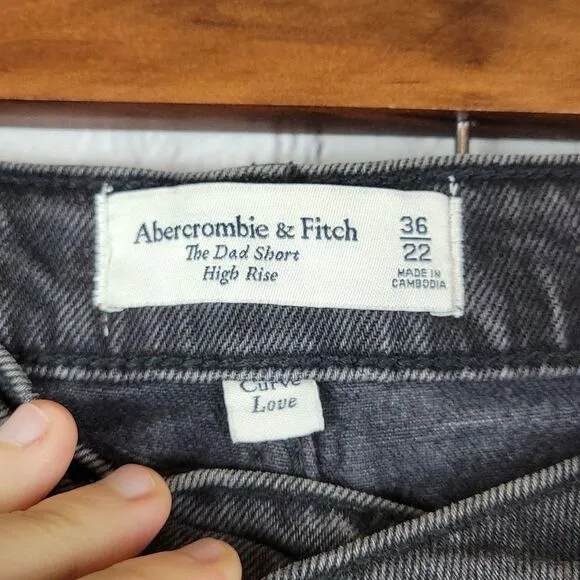 Abercrombie & Fitch
The Dad Short
High Rise
36
22
MADE IN
CAMBODIA
Curve
Love